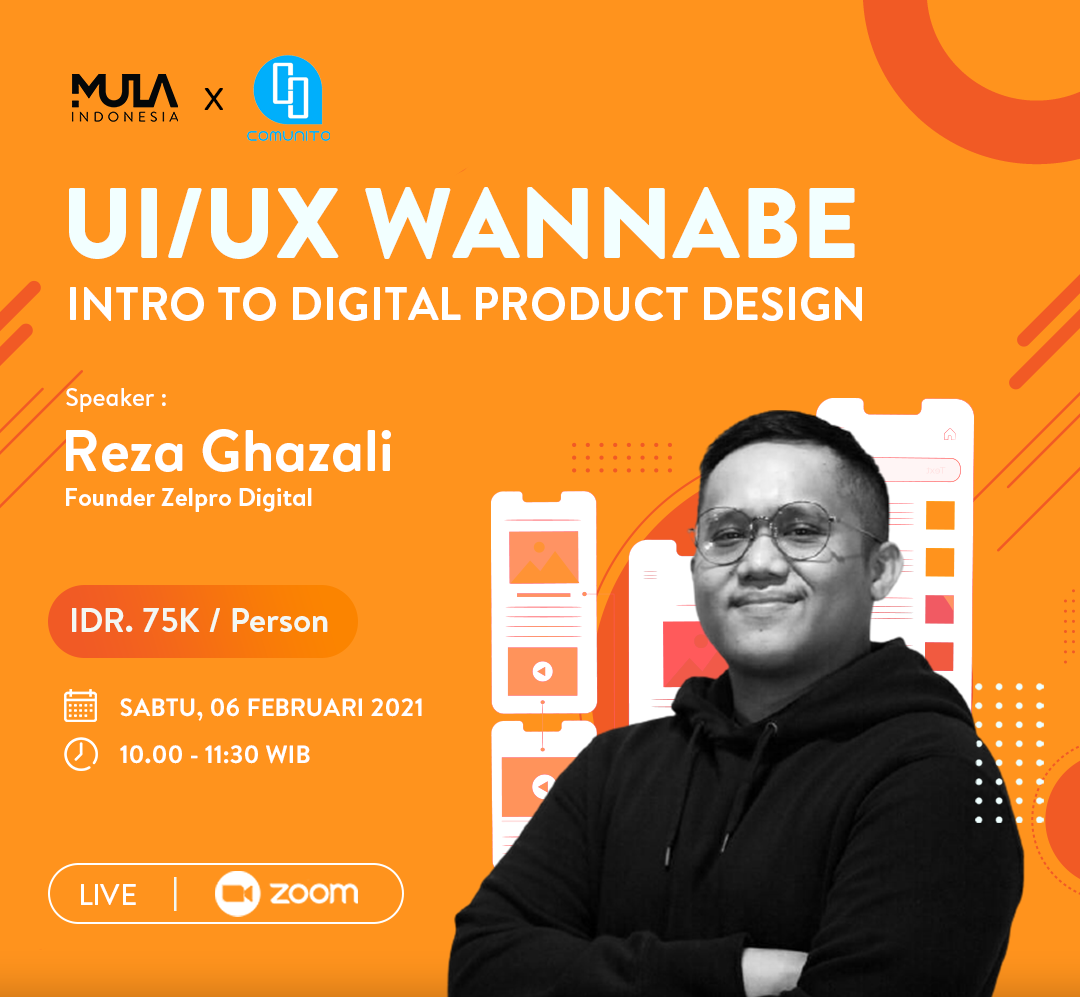 MULA
INDONESIA
X
COMUNITO
UI/UX WANNABE
INTRO TO DIGITAL PRODUCT DESIGN
Speaker :
Reza Ghazali
Founder Zelpro Digital
IDR. 75K / Person
SABTU, 06 FEBRUARI 2021
10.00 - 11:30 WIB
LIVE | zoom